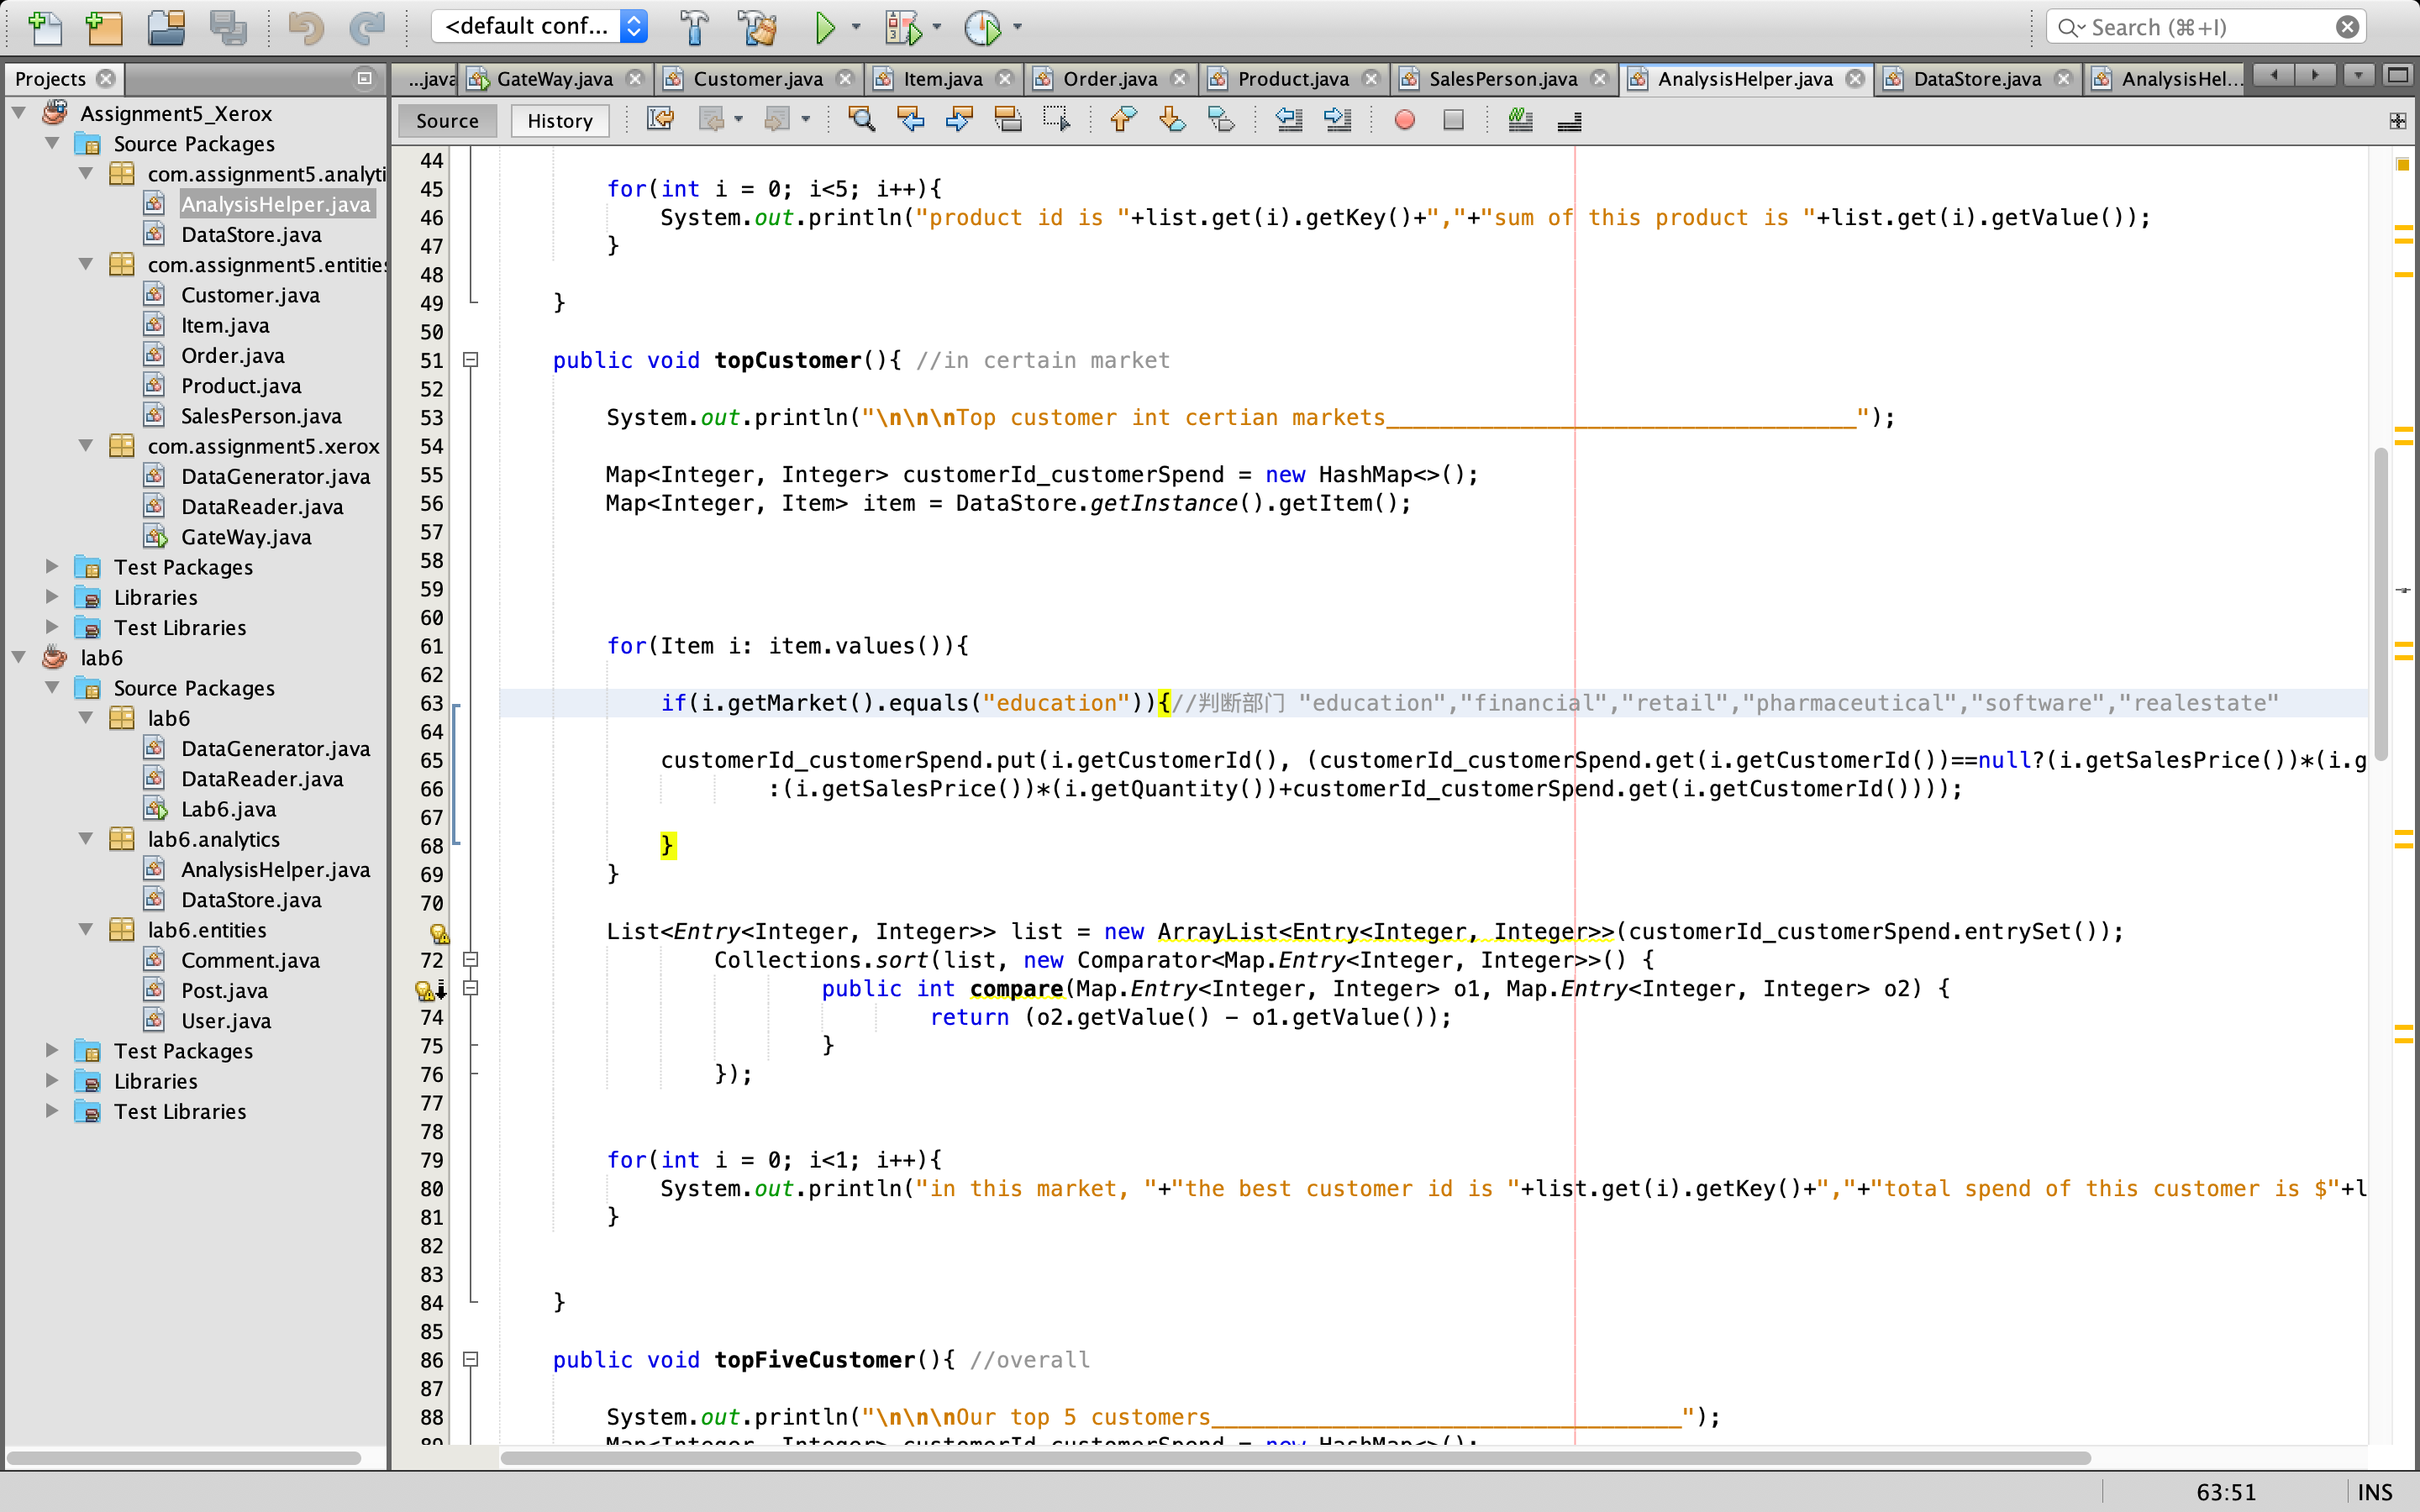 <default conf...
Search (⌘+I)
Projects
...java
GateWay.java
Customer.java
Item.java
Order.java
Product.java
SalesPerson.java
AnalysisHelper.java
DataStore.java
AnalysisHel...
Source
History
Assignment5_Xerox
Source Packages
com.assignment5.analyti
AnalysisHelper.java
DataStore.java
com.assignment5.entities
Customer.java
Item.java
Order.java
Product.java
SalesPerson.java
com.assignment5.xerox
DataGenerator.java
DataReader.java
GateWay.java
Test Packages
Libraries
Test Libraries
lab6
Source Packages
lab6
DataGenerator.java
DataReader.java
Lab6.java
lab6.analytics
AnalysisHelper.java
DataStore.java
lab6.entities
Comment.java
Post.java
User.java
Test Packages
Libraries
Test Libraries
44
45 for(int i = 0; i<5; i++){
46 System.out.println("product id is "+list.get(i).getKey()+","+"sum of this product is "+list.get(i).getValue());
47 }
48
49 }
50
51 public void topCustomer(){ //in certain market
52
53 System.out.println("\n\n\nTop customer int certian markets___________________________________");
54
55 Map<Integer, Integer> customerId_customerSpend = new HashMap<>();
56 Map<Integer, Item> item = DataStore.getInstance().getItem();
57
58
59
60
61 for(Item i: item.values()){
62
63 if(i.getMarket().equals("education")){//判断部门 "education","financial","retail","pharmaceutical","software","realestate"
64
65 customerId_customerSpend.put(i.getCustomerId(), (customerId_customerSpend.get(i.getCustomerId())==null?(i.getSalesPrice())*(i.g
66 :(i.getSalesPrice())*(i.getQuantity())+customerId_customerSpend.get(i.getCustomerId())));
67
68 }
69 }
70
List<Entry<Integer, Integer>> list = new ArrayList<Entry<Integer, Integer>>(customerId_customerSpend.entrySet());
72 Collections.sort(list, new Comparator<Map.Entry<Integer, Integer>>() {
public int compare(Map.Entry<Integer, Integer> o1, Map.Entry<Integer, Integer> o2) {
74 return (o2.getValue() - o1.getValue());
75 }
76 });
77
78
79 for(int i = 0; i<1; i++){
80 System.out.println("in this market, "+"the best customer id is "+list.get(i).getKey()+","+"total spend of this customer is $"+l
81 }
82
83
84 }
85
86 public void topFiveCustomer(){ //overall
87
88 System.out.println("\n\n\nOur top 5 customers___________________________________");
89 Map<Integer, Integer> customerId_customerSpend = new HashMap<>();
63:51
INS